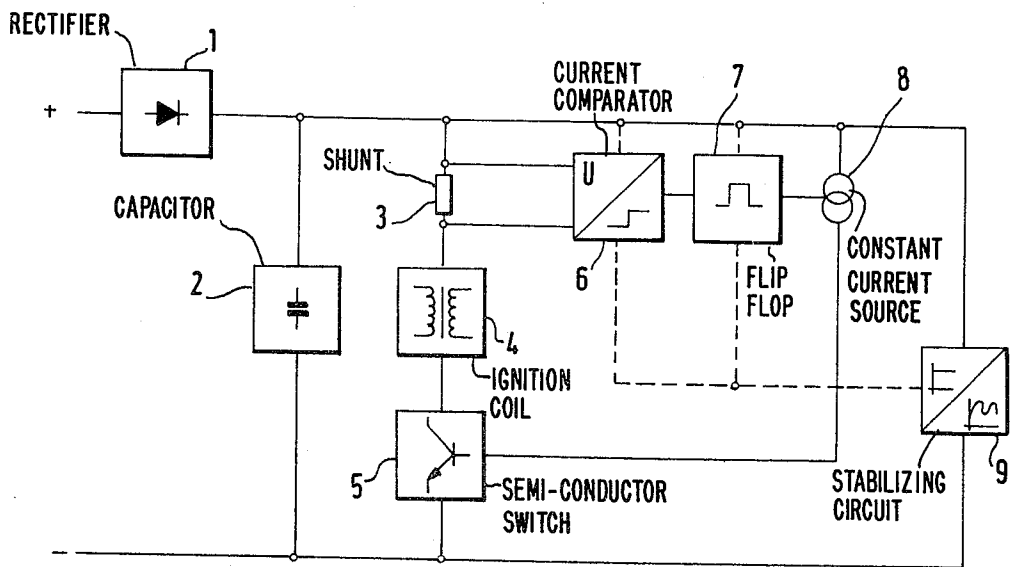 RECTIFIER
1
+
CURRENT
COMPARATOR
7
8
SHUNT
U
3
CAPACITOR
6
FLIP
FLOP
CONSTANT
CURRENT
SOURCE
2
4
IGNITION
COIL
5
SEMI-CONDUCTOR
SWITCH
STABILIZING
CIRCUIT
9
—